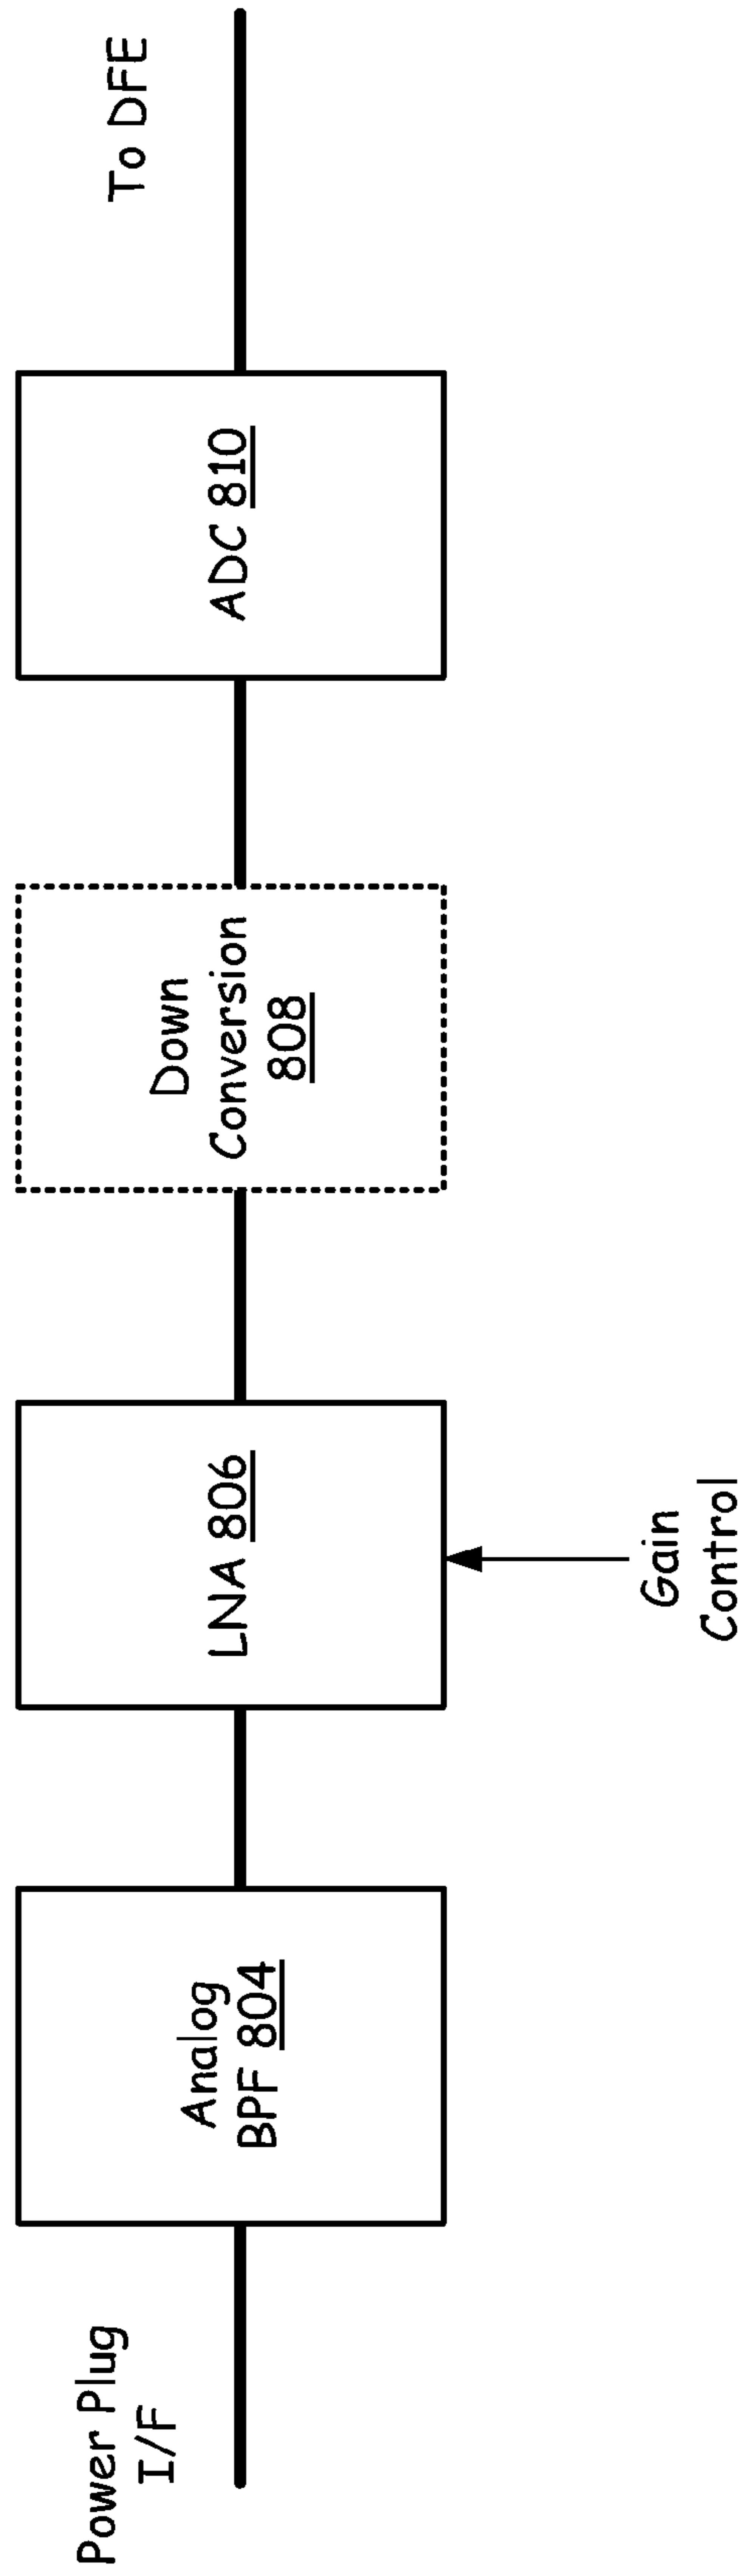 Power Plug
I/F
Analog
BPF 804
LNA 806
Gain
Control
Down
Conversion
808
ADC 810
To DFE